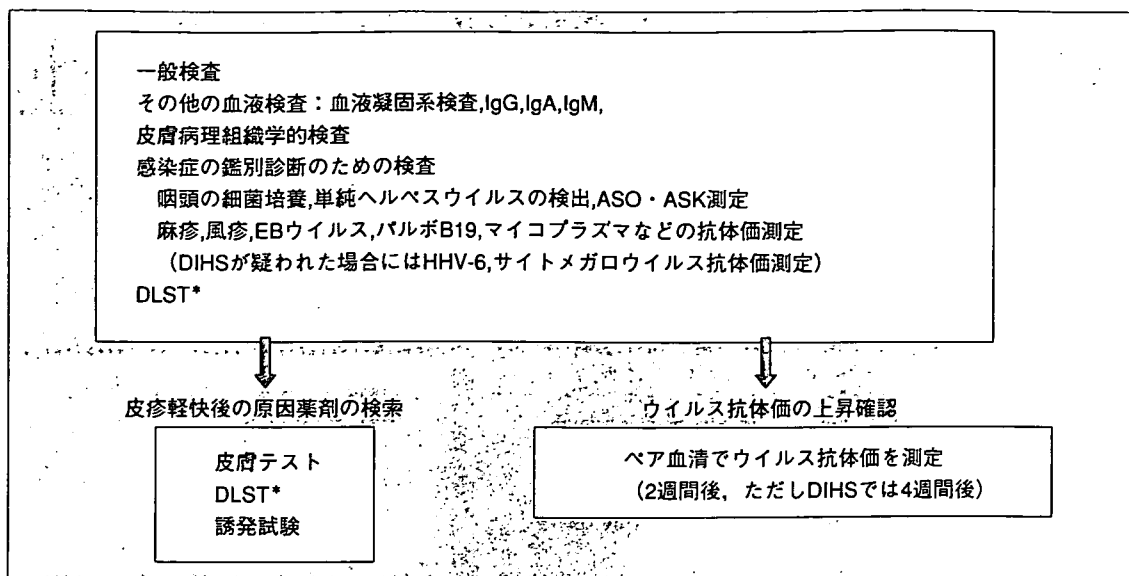 一般検査
その他の血液検査：血液凝固系検査,IgG,IgA,IgM,
皮膚病理組織学的検査
感染症の鑑別診断のための検査
咽頭の細菌培養,単純ヘルペスウイルスの検出,ASO・ASK測定
麻疹,風疹,EBウイルス,パルボB19,マイコプラズマなどの抗体価測定
（DIHSが疑われた場合にはHHV-6,サイトメガロウイルス抗体価測定）
DLST*
皮疹軽快後の原因薬剤の検索
皮膚テスト
DLST*
誘発試験
ウイルス抗体価の上昇確認
ペア血清でウイルス抗体価を測定
（2週間後，ただしDIHSでは4週間後）